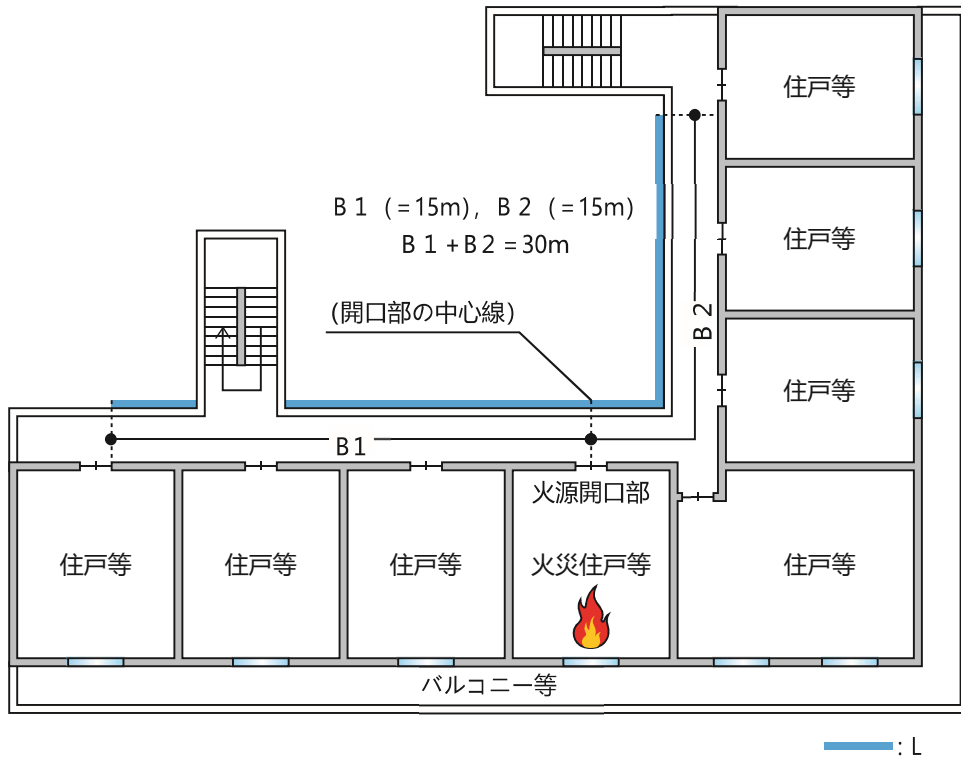 住戸等
B1 (=15m), B2 (=15m)
B1+B2=30m
住戸等
(開口部の中心線)
B2
住戸等
B1
火源開口部
住戸等
住戸等
住戸等
火災住戸等
住戸等
バルコニー等
:L